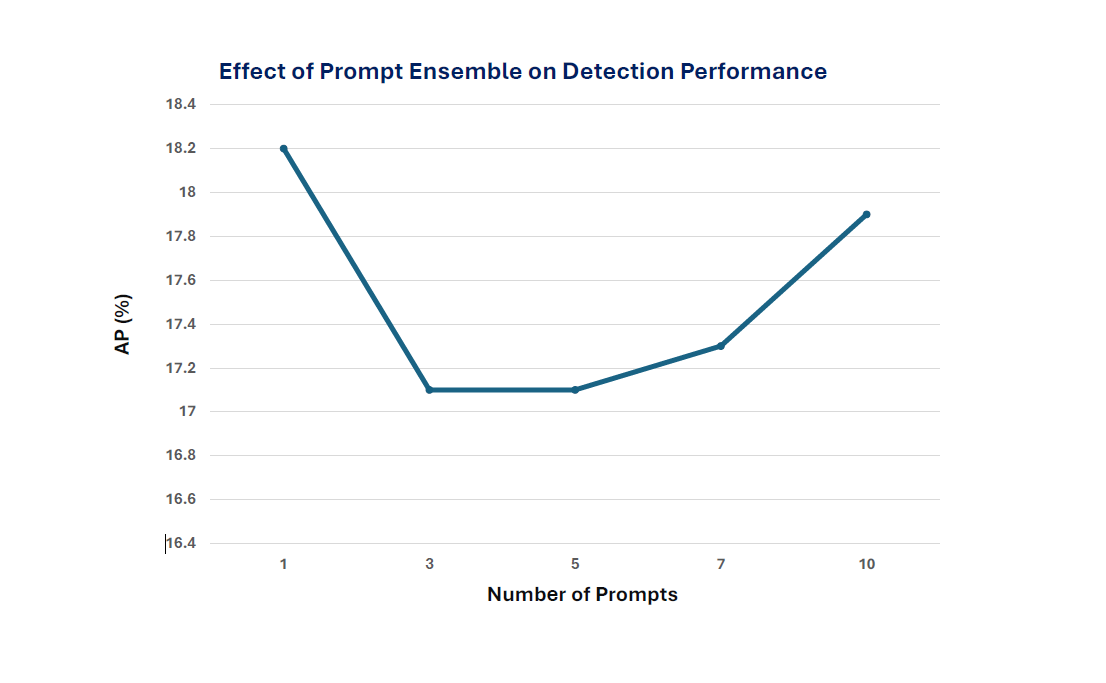 Effect of Prompt Ensemble on Detection Performance
18.4
18.2
18
17.8
17.6
17.4
17.2
17
16.8
16.6
16.4
AP (%)
1 3 5 7 10
Number of Prompts